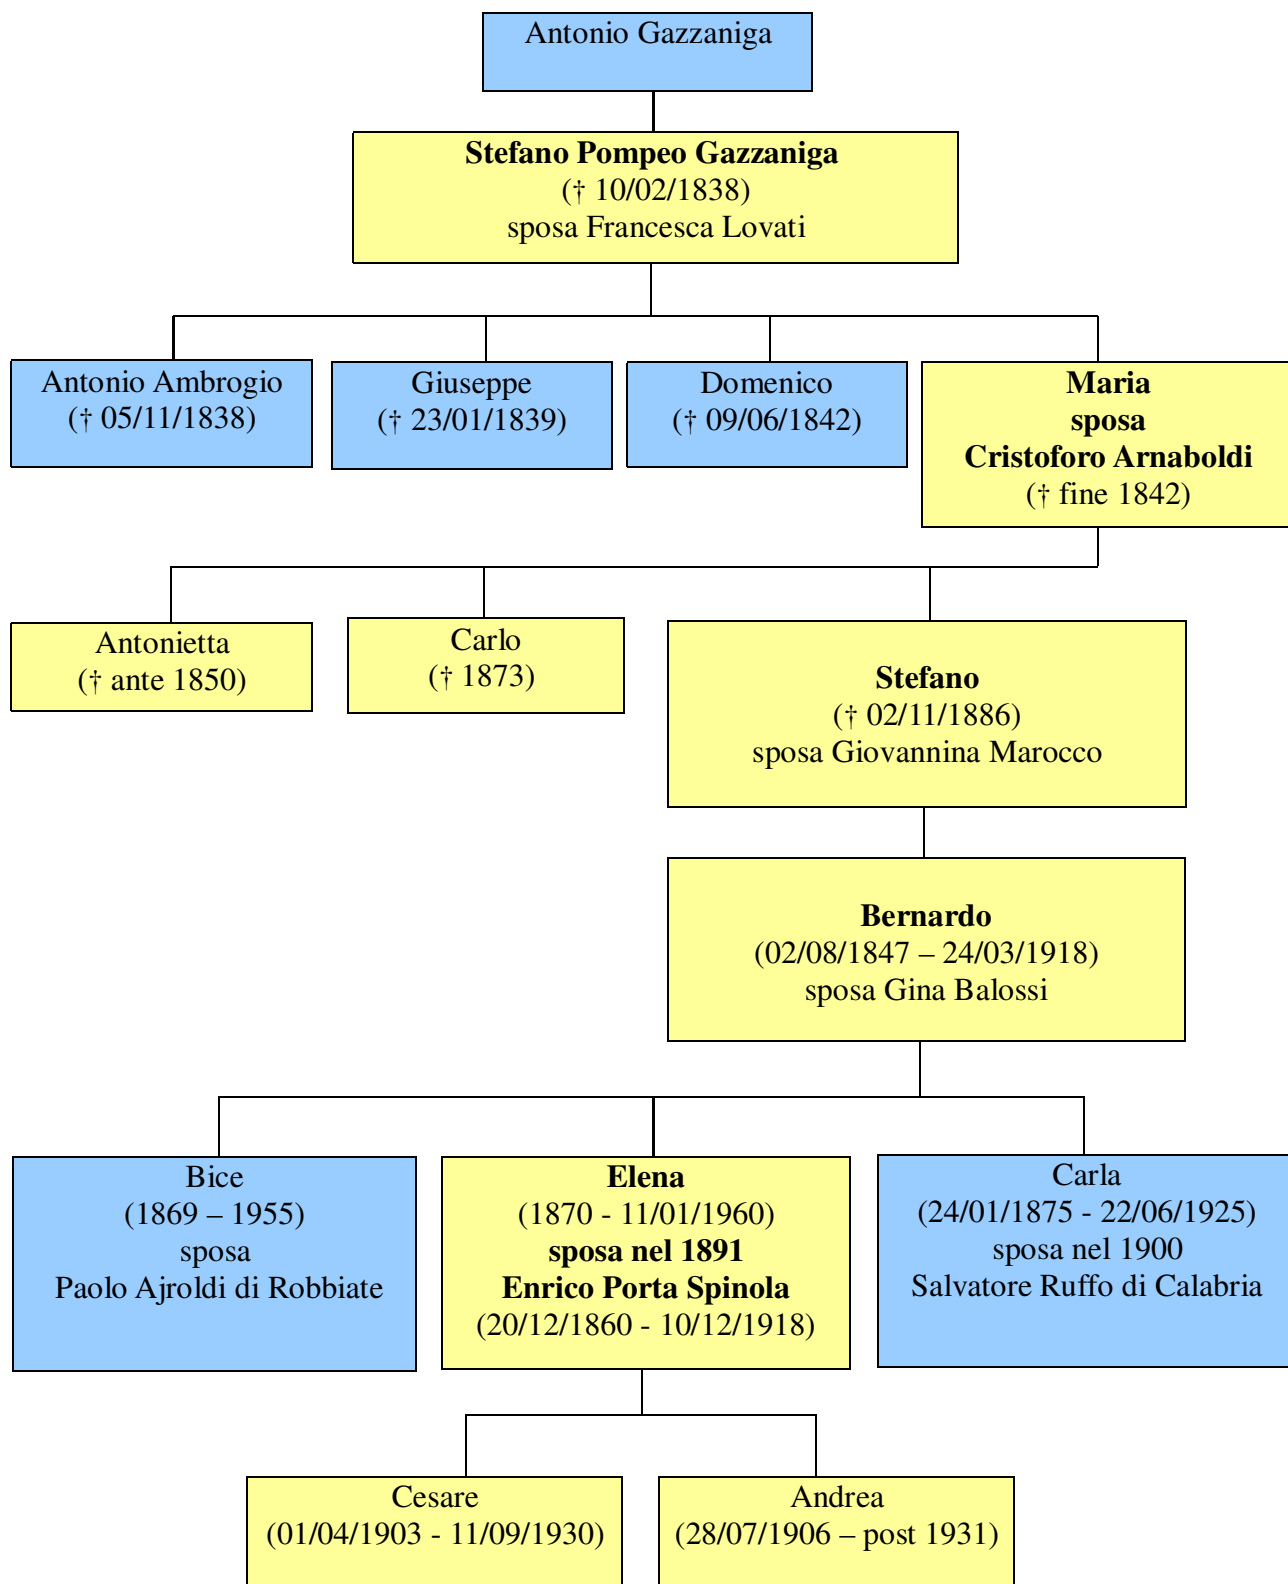 Antonio Gazzaniga
Stefano Pompeo Gazzaniga
(† 10/02/1838)
sposa Francesca Lovati
Antonio Ambrogio
(† 05/11/1838)
Giuseppe
(† 23/01/1839)
Domenico
(† 09/06/1842)
Maria
sposa
Cristoforo Arnaboldi
(† fine 1842)
Antonietta
(† ante 1850)
Carlo
(† 1873)
Stefano
(† 02/11/1886)
sposa Giovannina Marocco
Bernardo
(02/08/1847 – 24/03/1918)
sposa Gina Balossi
Bice
(1869 – 1955)
sposa
Paolo Ajroldi di Robbiate
Elena
(1870 - 11/01/1960)
sposa nel 1891
Enrico Porta Spinola
(20/12/1860 - 10/12/1918)
Carla
(24/01/1875 - 22/06/1925)
sposa nel 1900
Salvatore Ruffo di Calabria
Cesare
(01/04/1903 - 11/09/1930)
Andrea
(28/07/1906 – post 1931)